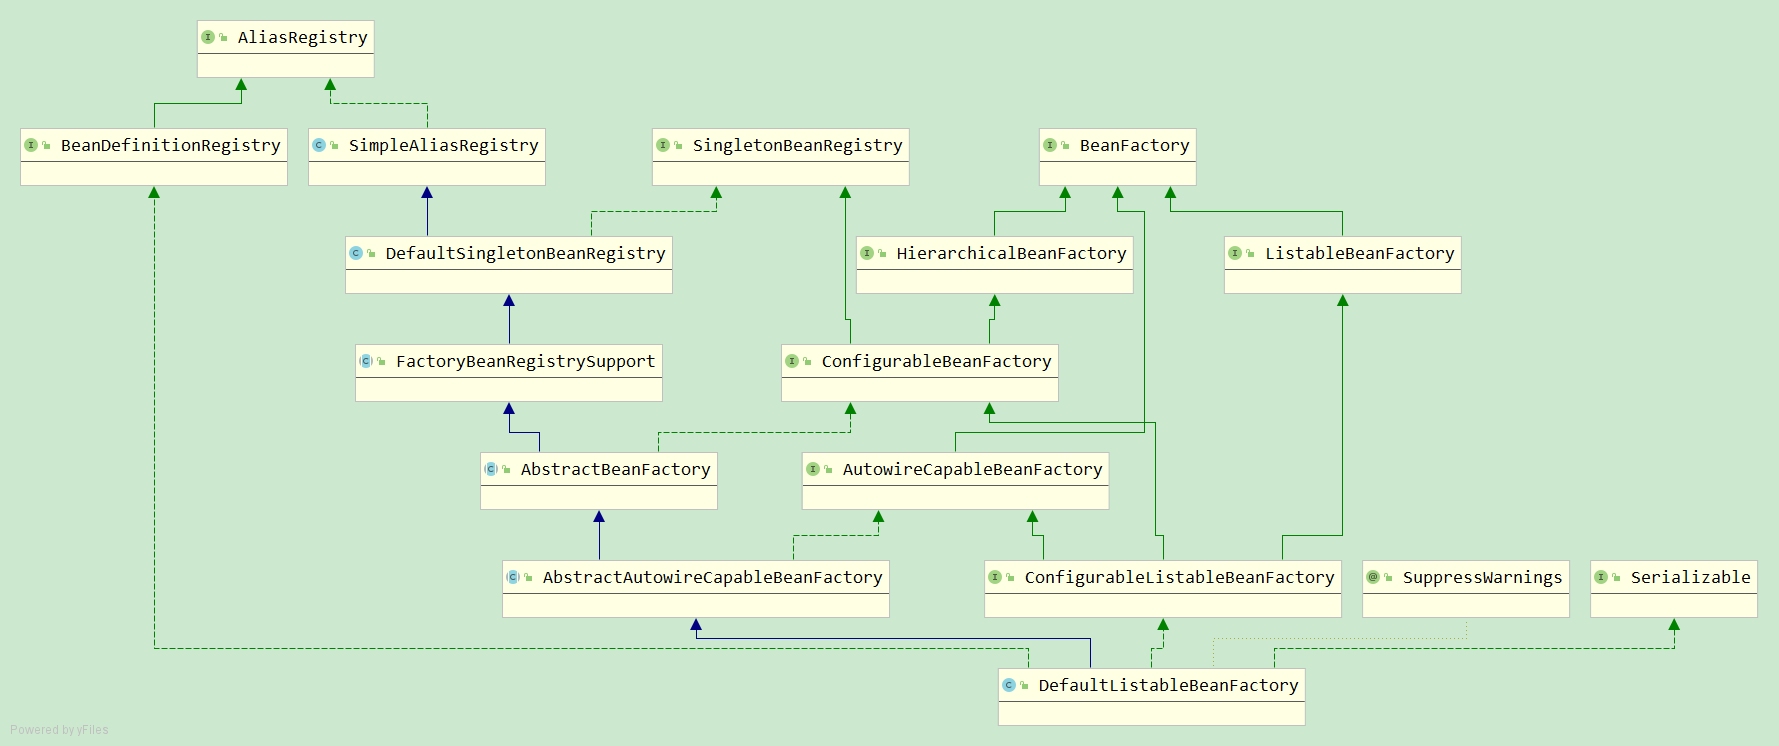 AliasRegistry
BeanDefinitionRegistry
SimpleAliasRegistry
SingletonBeanRegistry
BeanFactory
DefaultSingletonBeanRegistry
HierarchicalBeanFactory
ListableBeanFactory
FactoryBeanRegistrySupport
ConfigurableBeanFactory
AbstractBeanFactory
AutowireCapableBeanFactory
AbstractAutowireCapableBeanFactory
ConfigurableListableBeanFactory
SuppressWarnings
Serializable
DefaultListableBeanFactory
Powered by yFiles